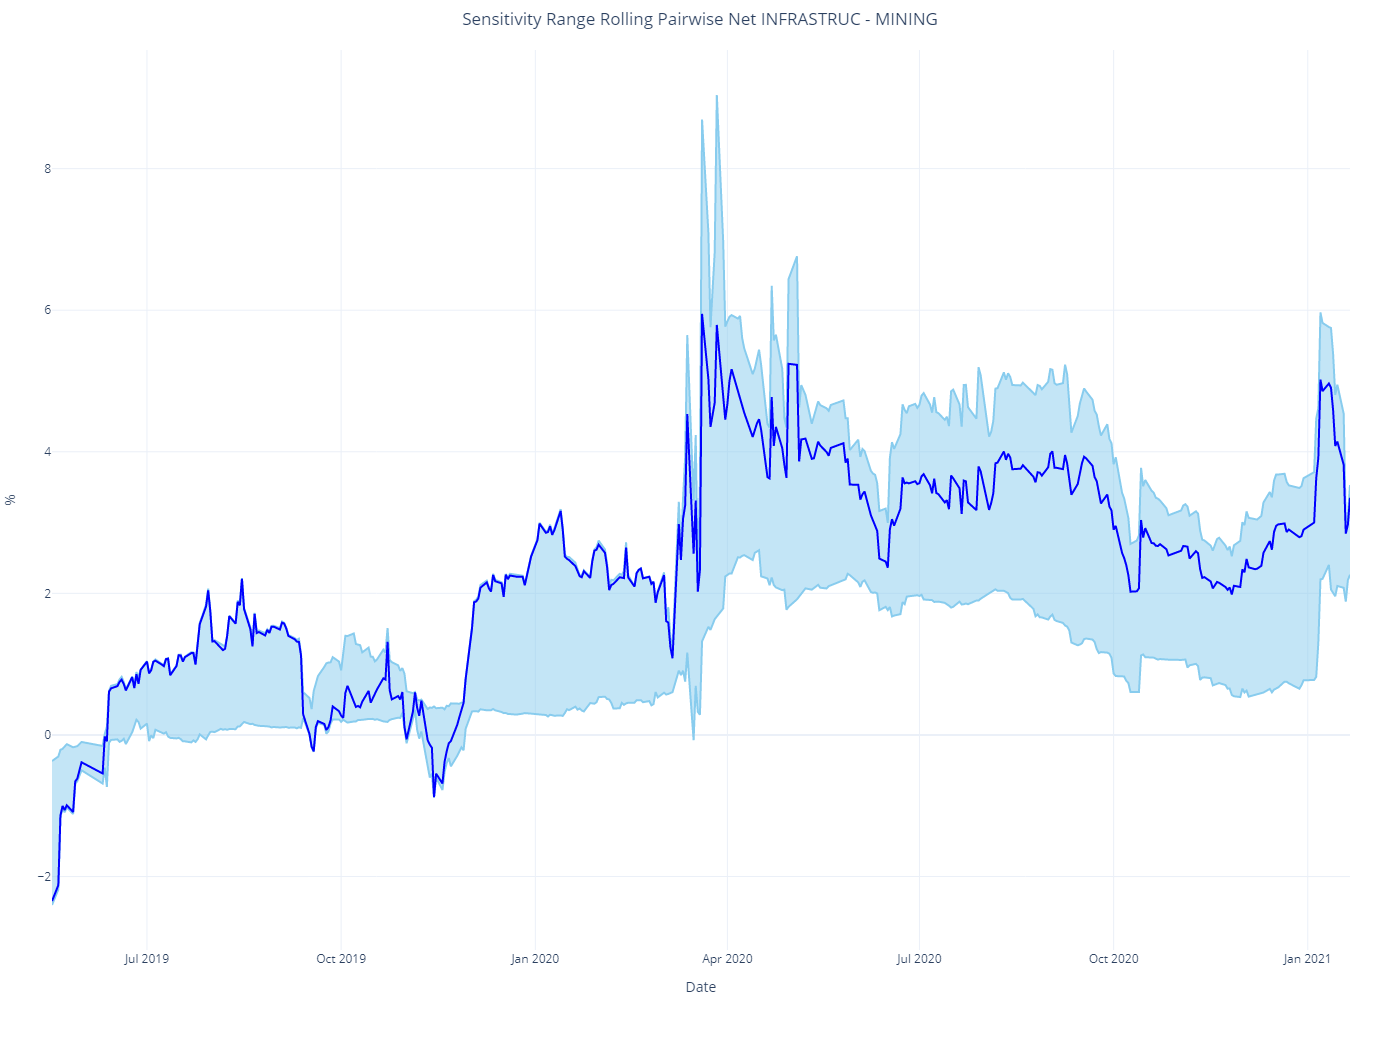 Sensitivity Range Rolling Pairwise Net INFRASTRUC - MINING
8
6
4
2
0
−2
%
Jul 2019
Oct 2019
Jan 2020
Apr 2020
Jul 2020
Oct 2020
Jan 2021
Date